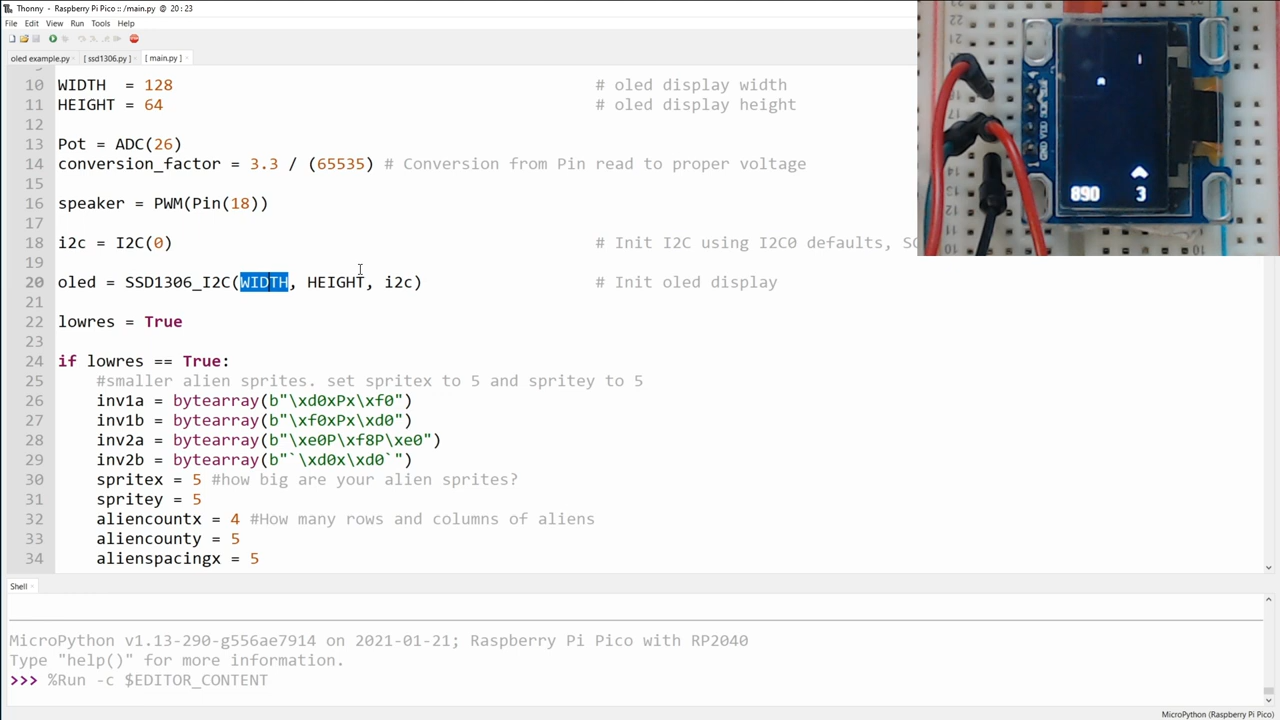 Thonny - Raspberry Pi Pico :: /main.py @ 20 : 23
File Edit View Run Tools Help
oled example.py
[ ssd1306.py ]
[ main.py ]
10 WIDTH = 128 # oled display width
11 HEIGHT = 64 # oled display height
12
13 Pot = ADC(26)
14 conversion_factor = 3.3 / (65535) # Conversion from Pin read to proper voltage
15
16 speaker = PWM(Pin(18))
17
18 i2c = I2C(0) # Init I2C using I2C0 defaults,
19
20 oled = SSD1306_I2C(WIDTH, HEIGHT, i2c) # Init oled display
21
22 lowres = True
23
24 if lowres == True:
25 #smaller alien sprites. set spritex to 5 and spritey to 5
26 inv1a = bytearray(b"\xd0xPx\xf0")
27 inv1b = bytearray(b"\xf0xPx\xd0")
28 inv2a = bytearray(b"\xe0P\xf8P\xe0")
29 inv2b = bytearray(b"`\xd0x\xd0`")
30 spritex = 5 #how big are your alien sprites?
31 spritey = 5
32 aliencountx = 4 #How many rows and columns of aliens
33 aliencounty = 5
34 alienspacingx = 5
890 3
Shell
MicroPython v1.13-290-g556ae7914 on 2021-01-21; Raspberry Pi Pico with RP2040
Type "help()" for more information.
>>> %Run -c $EDITOR_CONTENT
MicroPython (Raspberry Pi Pico)